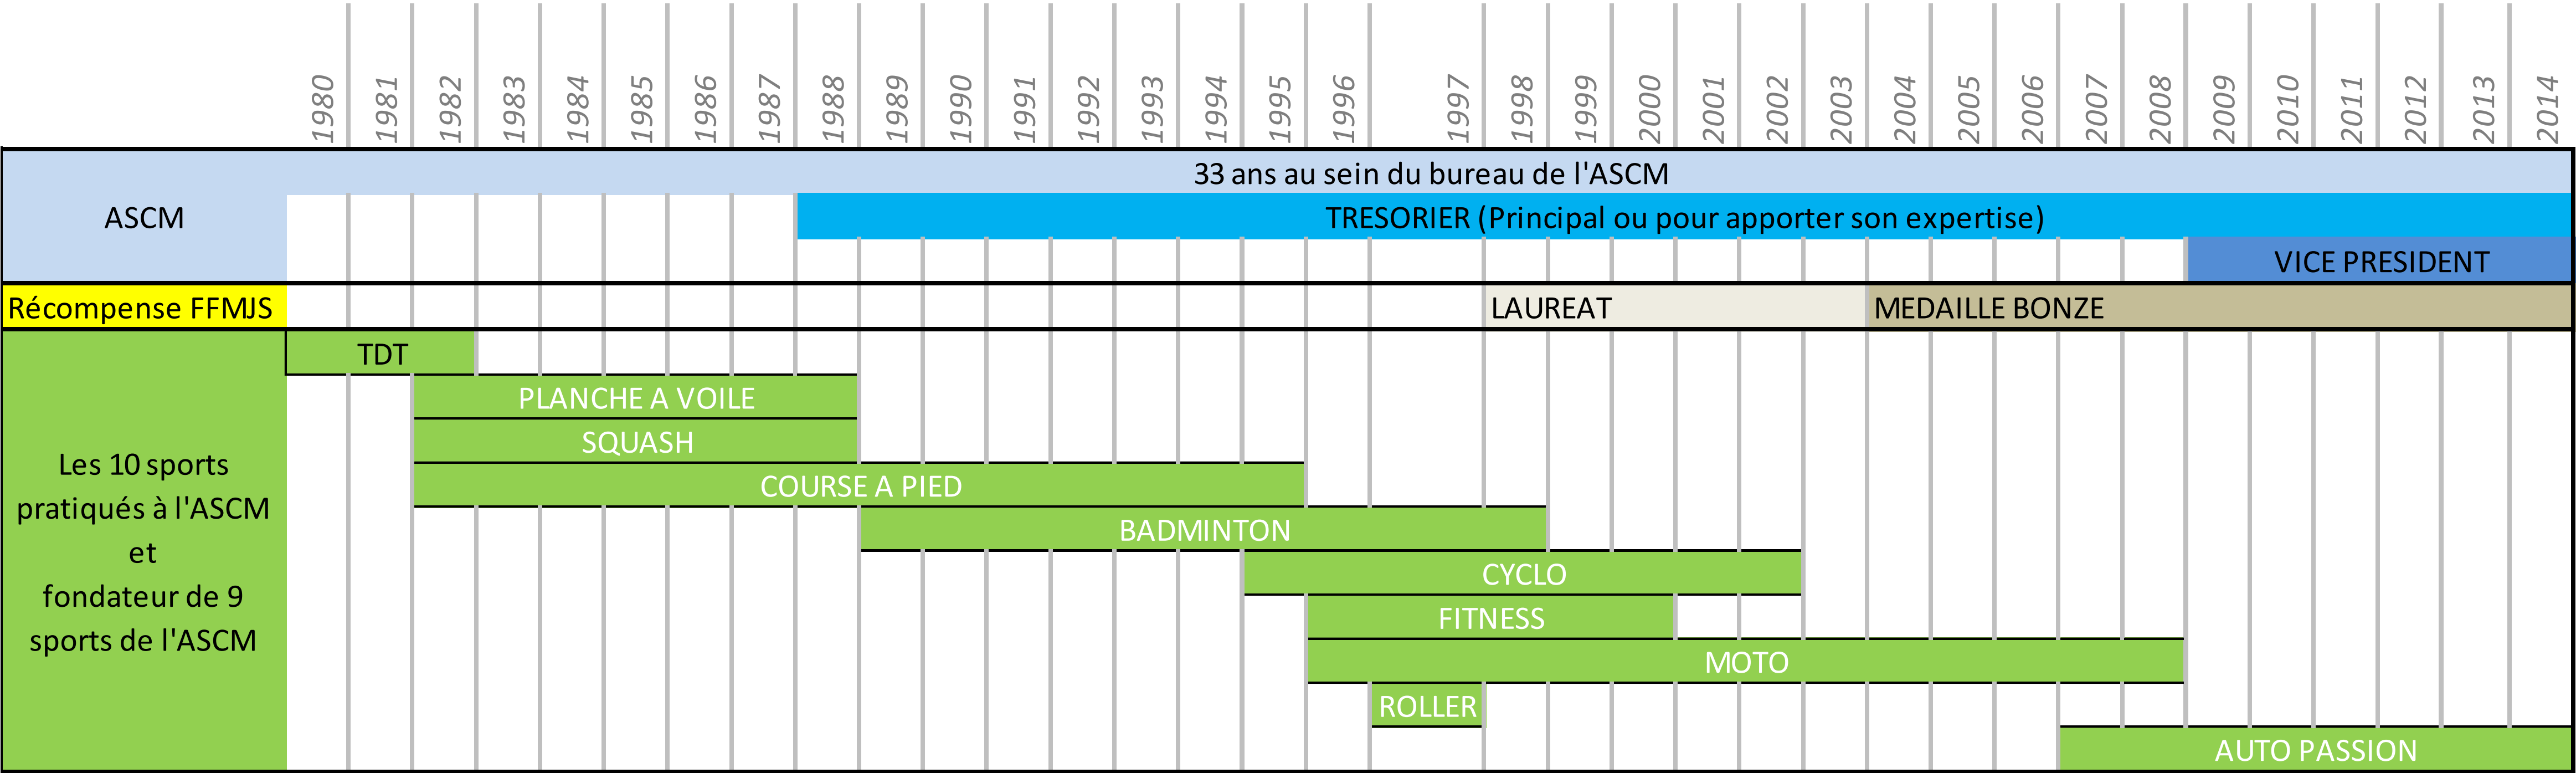 1980 1981 1982 1983 1984 1985 1986 1987 1988 1989 1990 1991 1992 1993 1994 1995 1996 1997 1998 1999 2000 2001 2002 2003 2004 2005 2006 2007 2008 2009 2010 2011 2012 2013 2014
33 ans au sein du bureau de l'ASCM
ASCM
TRESORIER (Principal ou pour apporter son expertise)
VICE PRESIDENT
Récompense FFMJS
LAUREAT
MEDAILLE BONZE
Les 10 sports
pratiqués à l'ASCM
et
fondateur de 9
sports de l'ASCM
TDT
PLANCHE A VOILE
SQUASH
COURSE A PIED
BADMINTON
CYCLO
FITNESS
MOTO
ROLLER
AUTO PASSION